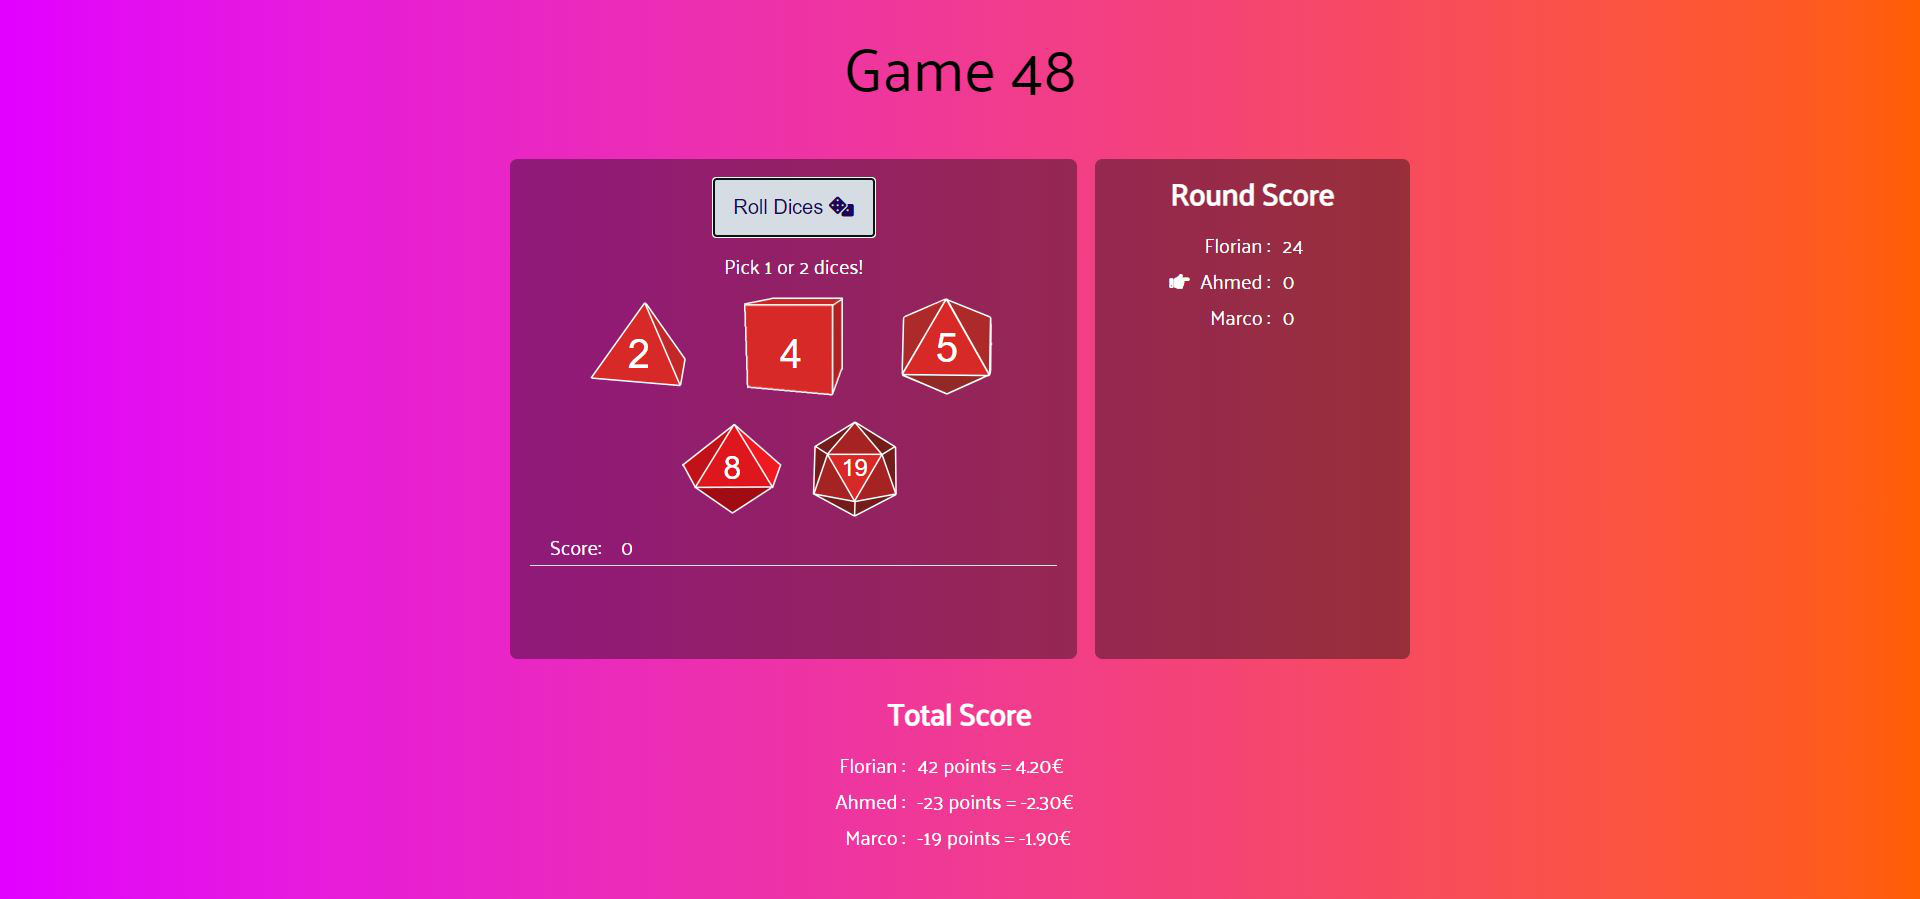 Game 48
Roll Dices
Pick 1 or 2 dices!
2 4 5
8 19
Score: 0
Round Score
Florian : 24
Ahmed : 0
Marco : 0
Total Score
Florian : 42 points = 4.20€
Ahmed : -23 points = -2.30€
Marco : -19 points = -1.90€